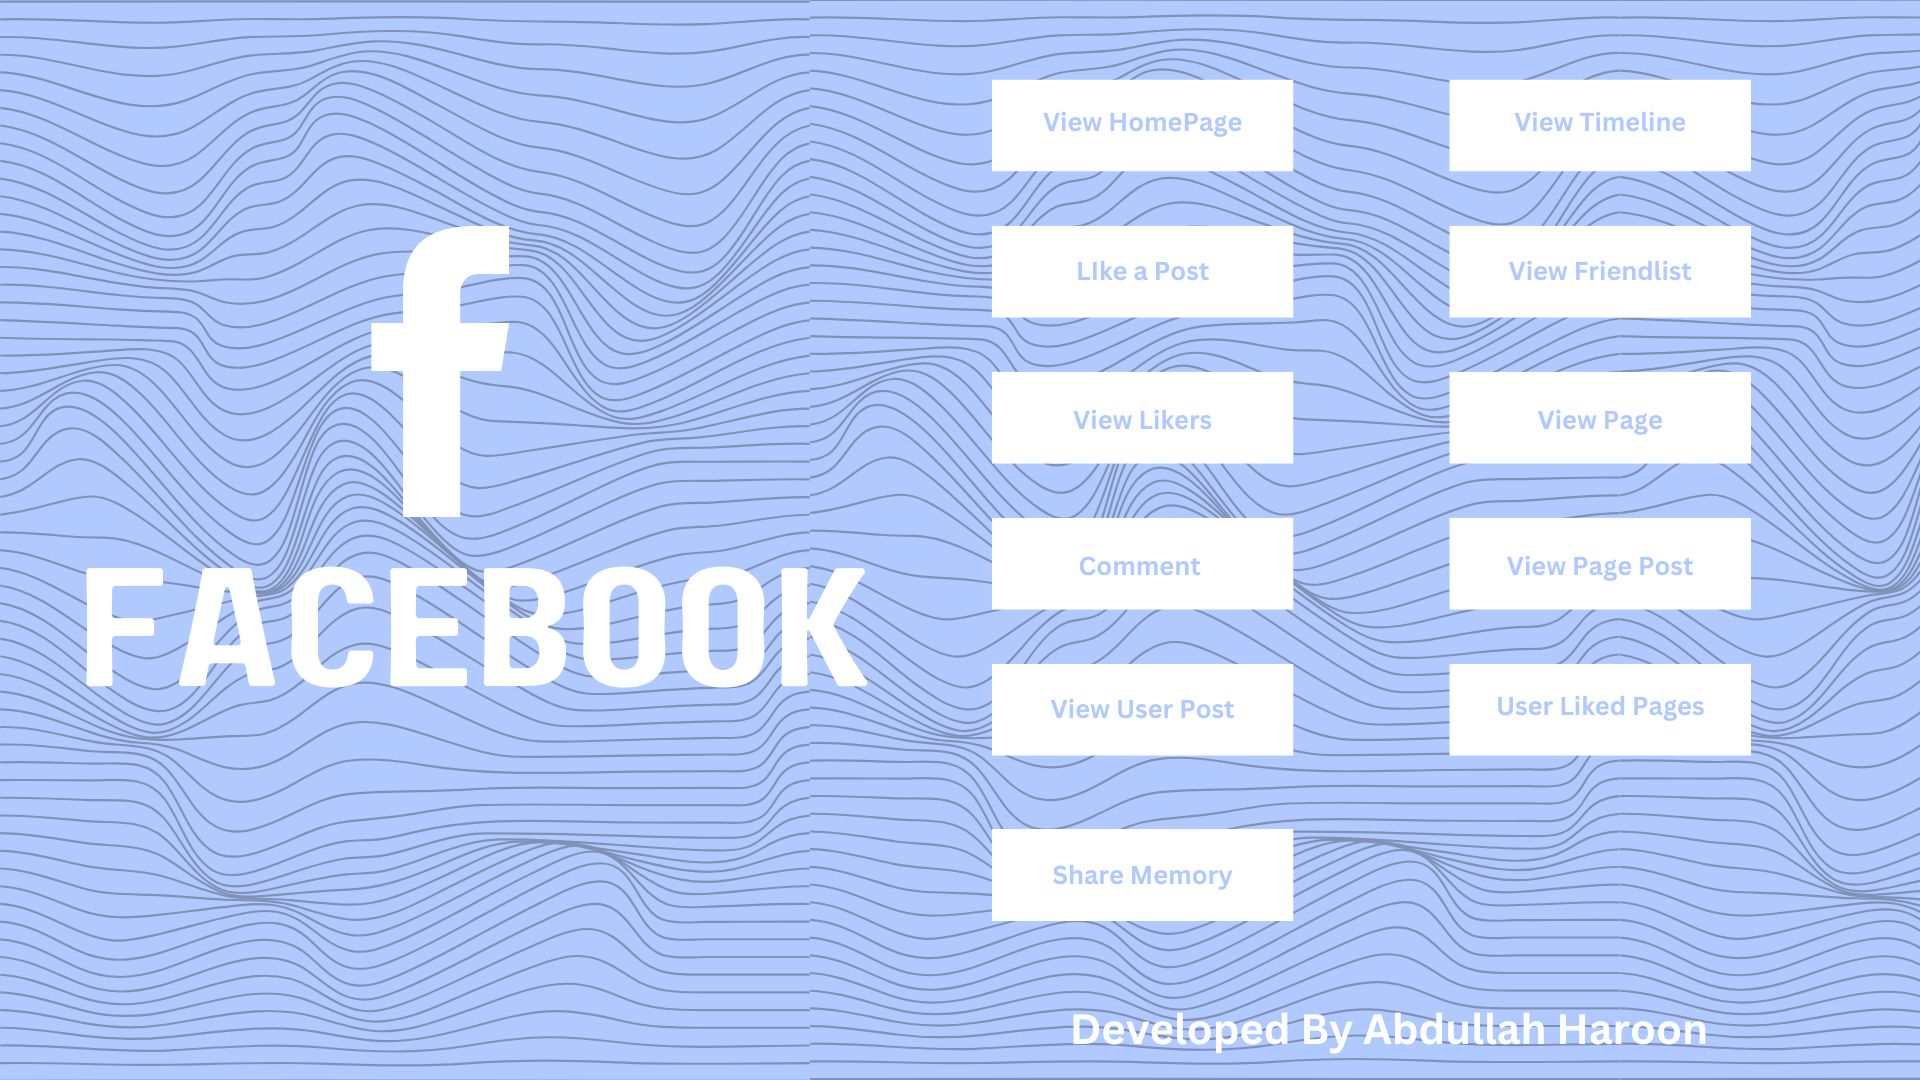 FACEBOOK
View HomePage
View Timeline
LIke a Post
View Friendlist
View Likers
View Page
Comment
View Page Post
View User Post
User Liked Pages
Share Memory
Developed By Abdullah Haroon